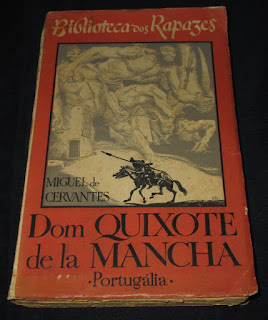 Biblioteca dos Rapazes
MIGUEL de
CERVANTES
Dom QUIXOTE
de la MANCHA
·Portugália·